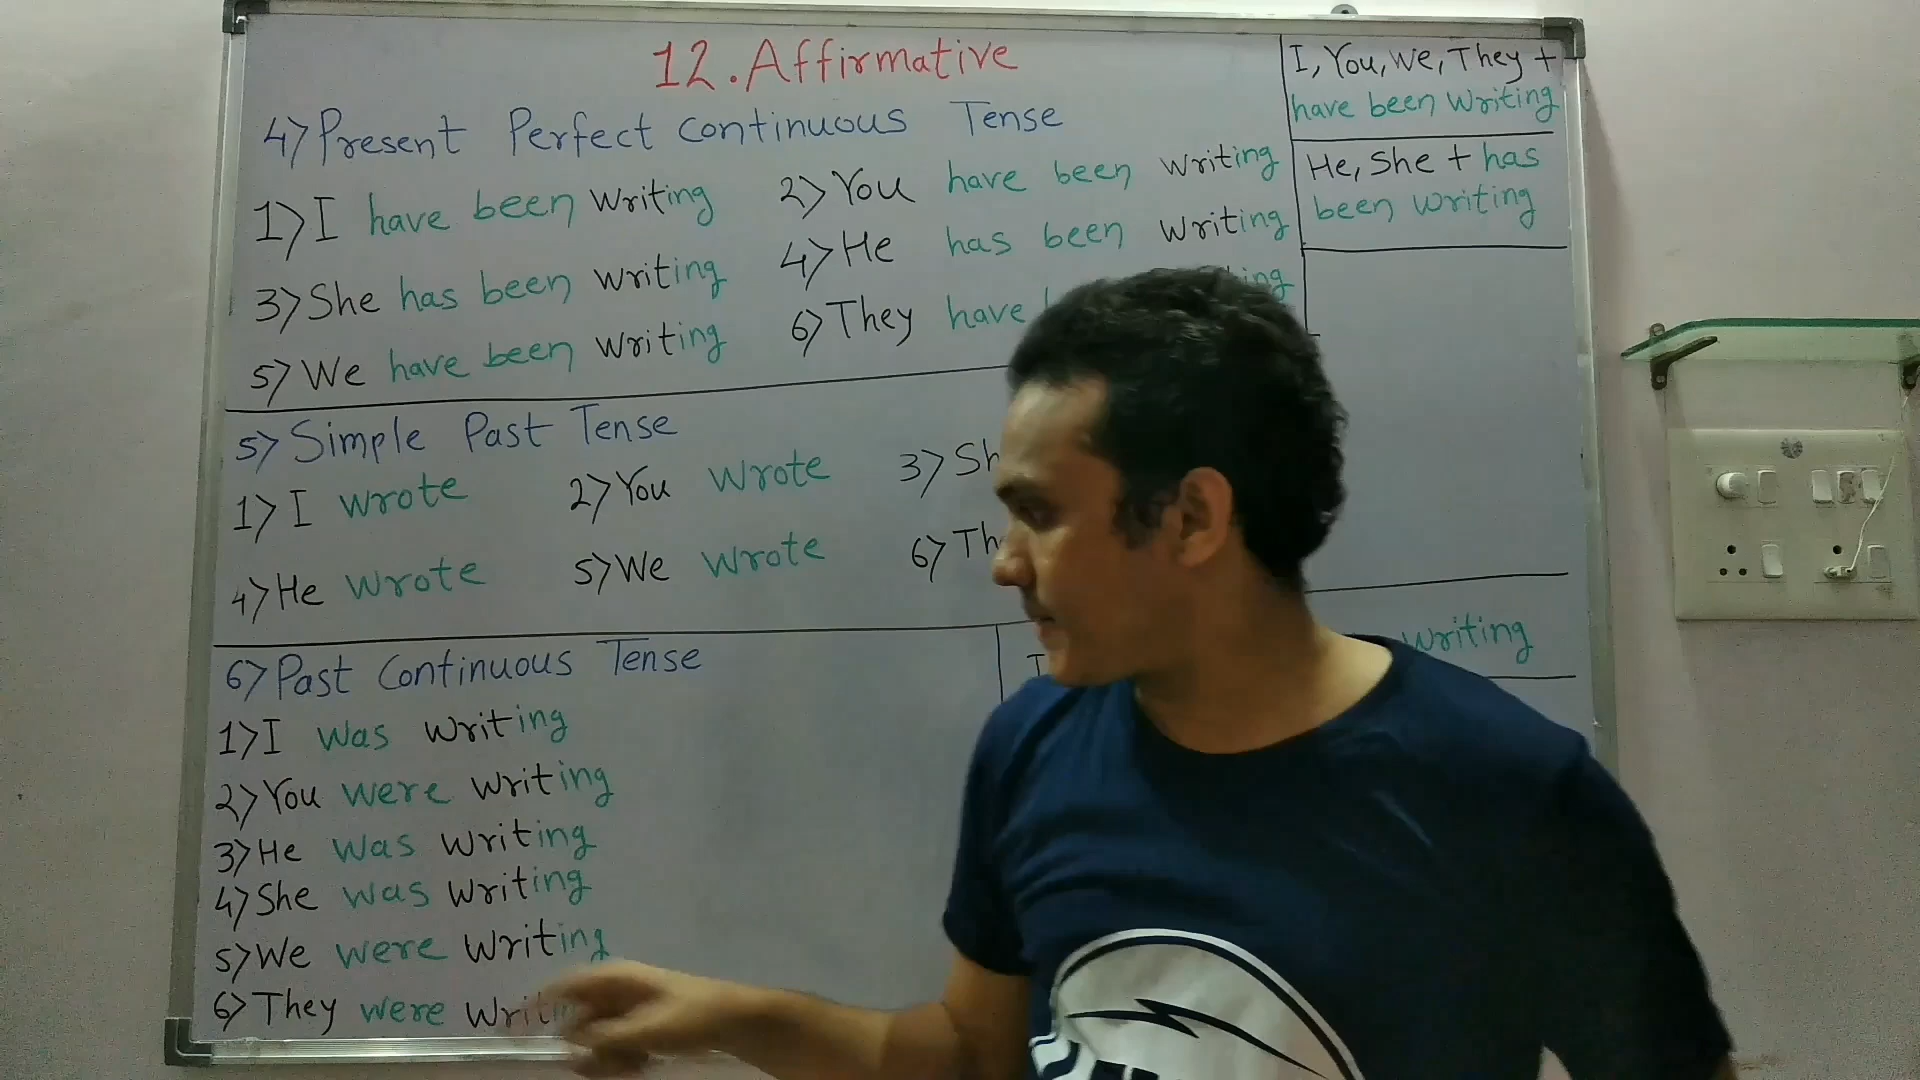 12. Affirmative
4) Present Perfect Continuous Tense
1) I have been writing 2) You have been writing
3) She has been writing 4) He has been writing
5) We have been writing 6) They have
I, You, We, They +
have been writing
He, She + has
been writing
5) Simple Past Tense
1) I wrote 2) You wrote 3)
4) He wrote 5) We wrote 6)
6) Past Continuous Tense
1) I was writing
2) You were writing
3) He was writing
4) She was writing
5) We were writing
6) They were
writing